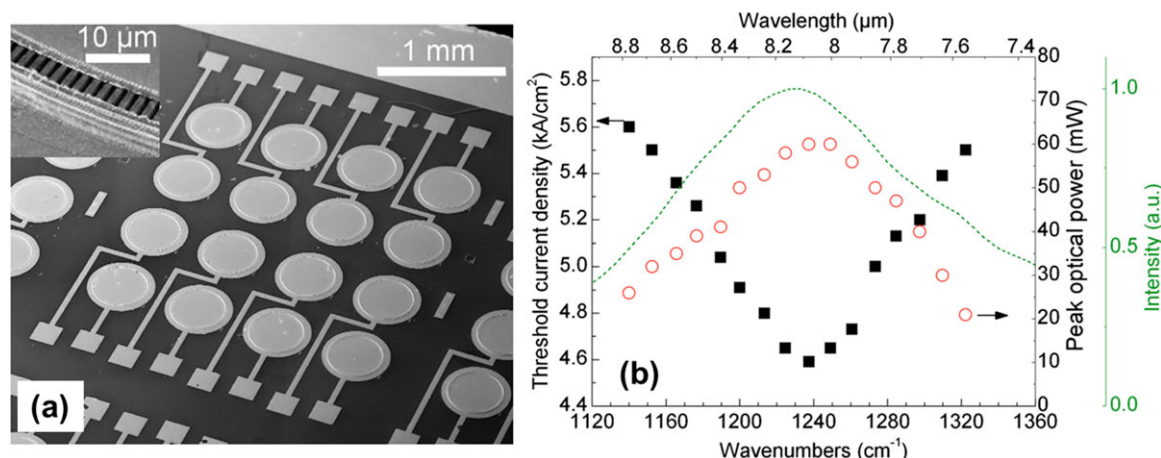 10 µm
1 mm
(a)
Wavelength (µm)
8.8 8.6 8.4 8.2 8 7.8 7.6 7.4
Threshold current density (kA/cm²)
5.8
5.6
5.4
5.2
5.0
4.8
4.6
4.4
1120 1160 1200 1240 1280 1320 1360
Wavenumbers (cm⁻¹)
(b)
80
70
60
50
40
30
20
10
0
Peak optical power (mW)
Intensity (a.u.)
1.0
0.5
0.0